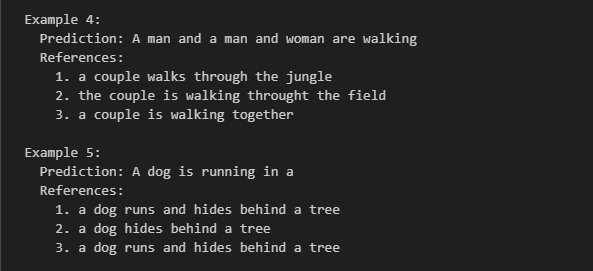 Example 4:
Prediction: A man and a man and woman are walking
References:
1. a couple walks through the jungle
2. the couple is walking throught the field
3. a couple is walking together
Example 5:
Prediction: A dog is running in a
References:
1. a dog runs and hides behind a tree
2. a dog hides behind a tree
3. a dog runs and hides behind a tree